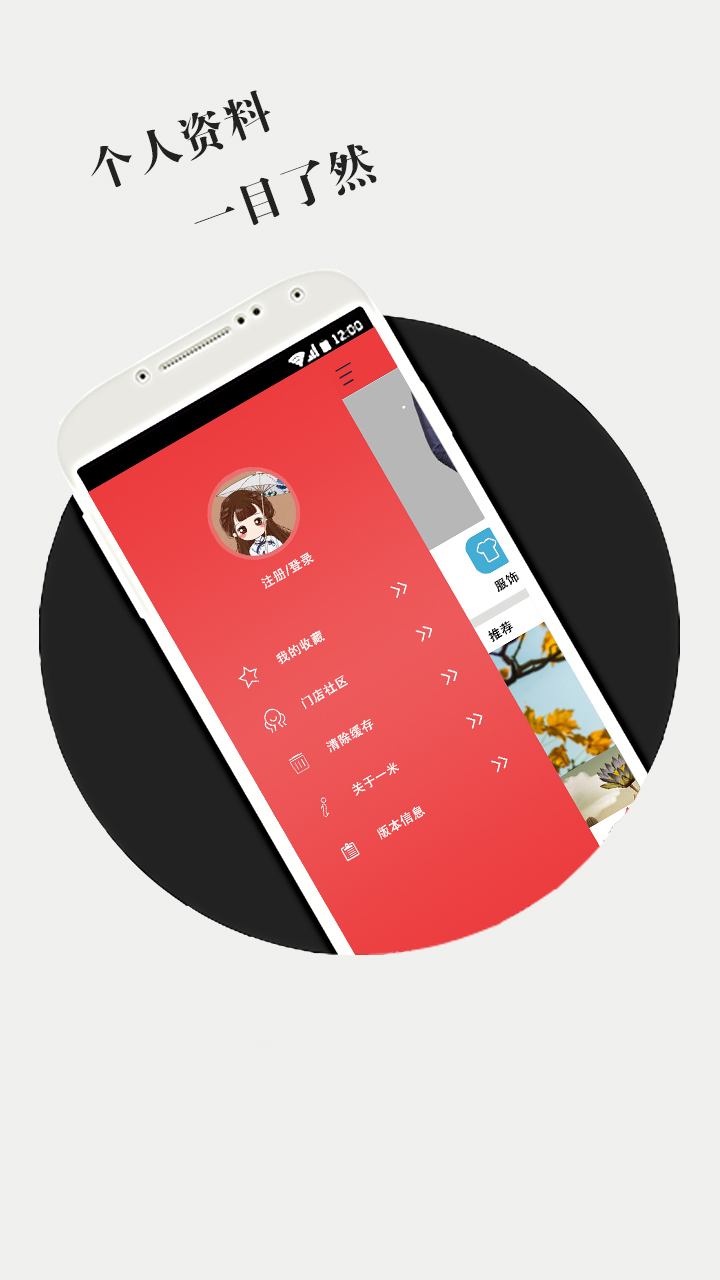 个人资料
一目了然
12:00
注册/登录
我的收藏
门店社区
清除缓存
关于一米
版本信息
服饰
推荐